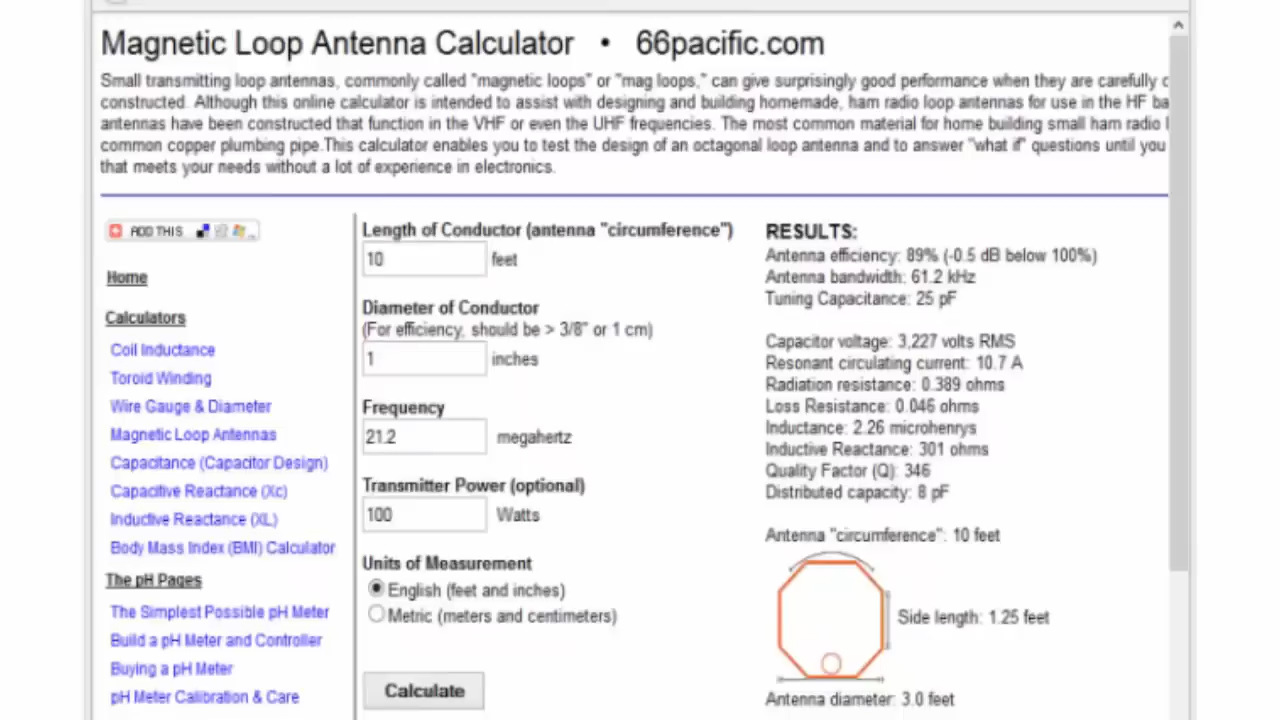 Magnetic Loop Antenna Calculator • 66pacific.com
Small transmitting loop antennas, commonly called "magnetic loops" or "mag loops," can give surprisingly good performance when they are carefully c
constructed. Although this online calculator is intended to assist with designing and building homemade, ham radio loop antennas for use in the HF ba
antennas have been constructed that function in the VHF or even the UHF frequencies. The most common material for home building small ham radio l
common copper plumbing pipe.This calculator enables you to test the design of an octagonal loop antenna and to answer "what if" questions until you
that meets your needs without a lot of experience in electronics.
ADD THIS
Home
Calculators
Coil Inductance
Toroid Winding
Wire Gauge & Diameter
Magnetic Loop Antennas
Capacitance (Capacitor Design)
Capacitive Reactance (Xc)
Inductive Reactance (XL)
Body Mass Index (BMI) Calculator
The pH Pages
The Simplest Possible pH Meter
Build a pH Meter and Controller
Buying a pH Meter
pH Meter Calibration & Care
Length of Conductor (antenna "circumference")
10 feet
Diameter of Conductor
(For efficiency, should be > 3/8" or 1 cm)
1 inches
Frequency
21.2 megahertz
Transmitter Power (optional)
100 Watts
Units of Measurement
English (feet and inches)
Metric (meters and centimeters)
Calculate
RESULTS:
Antenna efficiency: 89% (-0.5 dB below 100%)
Antenna bandwidth: 61.2 kHz
Tuning Capacitance: 25 pF
Capacitor voltage: 3,227 volts RMS
Resonant circulating current: 10.7 A
Radiation resistance: 0.389 ohms
Loss Resistance: 0.046 ohms
Inductance: 2.26 microhenrys
Inductive Reactance: 301 ohms
Quality Factor (Q): 346
Distributed capacity: 8 pF
Antenna "circumference": 10 feet
Side length: 1.25 feet
Antenna diameter: 3.0 feet